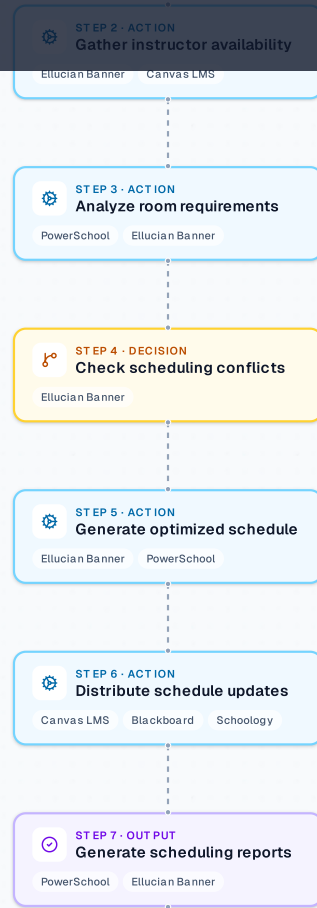 STEP 2 · ACTION
Gather instructor availability
Ellucian Banner Canvas LMS
STEP 3 · ACTION
Analyze room requirements
PowerSchool Ellucian Banner
STEP 4 · DECISION
Check scheduling conflicts
Ellucian Banner
STEP 5 · ACTION
Generate optimized schedule
Ellucian Banner PowerSchool
STEP 6 · ACTION
Distribute schedule updates
Canvas LMS Blackboard Schoology
STEP 7 · OUTPUT
Generate scheduling reports
PowerSchool Ellucian Banner